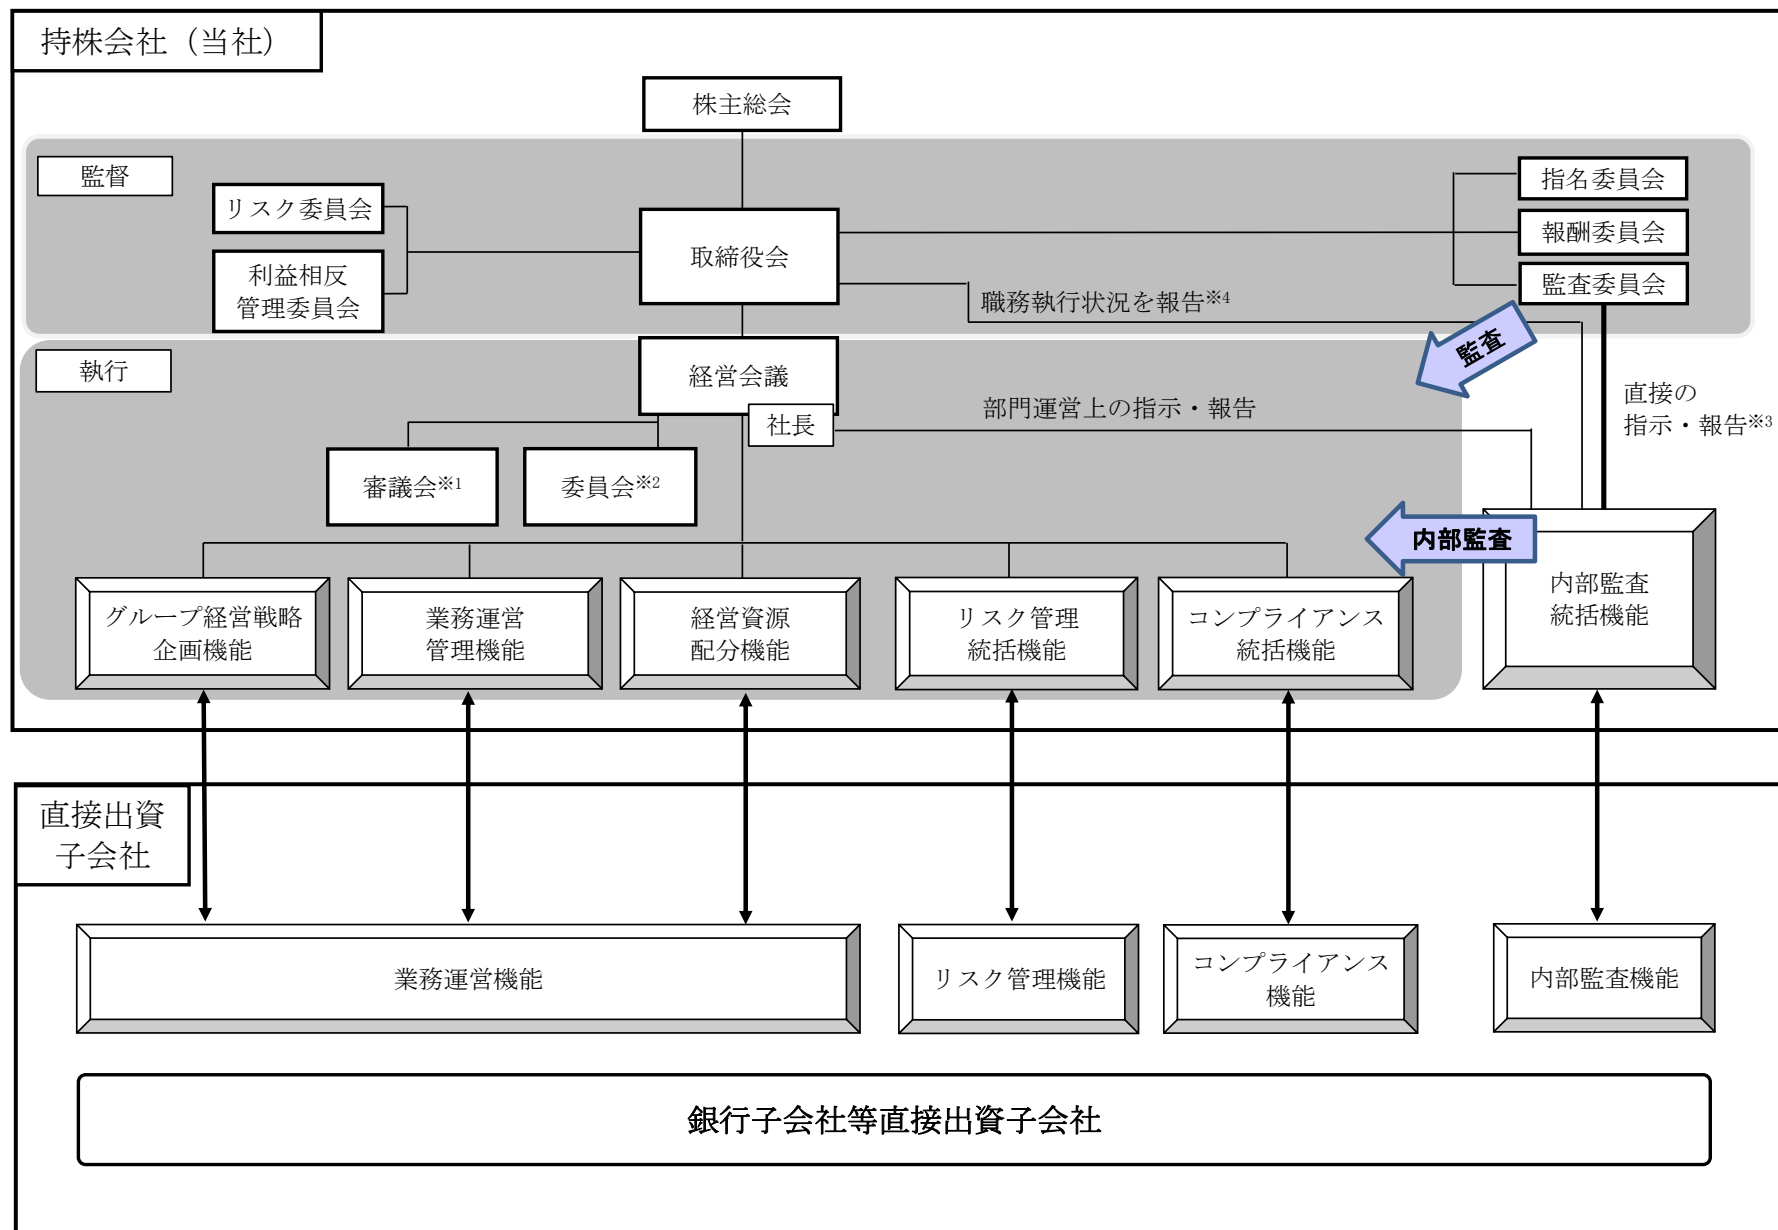 持株会社（当社）
株主総会
監督
リスク委員会
利益相反
管理委員会
取締役会
指名委員会
報酬委員会
監査委員会
職務執行状況を報告※4
監査
執行
経営会議
社長
部門運営上の指示・報告
直接の
指示・報告※3
審議会※1
委員会※2
内部監査
内部監査
統括機能
グループ経営戦略
企画機能
業務運営
管理機能
経営資源
配分機能
リスク管理
統括機能
コンプライアンス
統括機能
直接出資
子会社
業務運営機能
リスク管理機能
コンプライアンス
機能
内部監査機能
銀行子会社等直接出資子会社